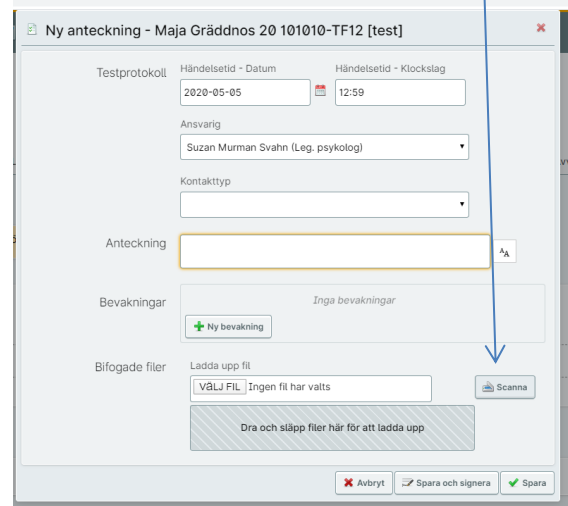 Ny anteckning - Maja Gräddnos 20 101010-TF12 [test]
Testprotokoll
Händelsetid - Datum
Händelsetid - Klockslag
2020-05-05
12:59
Ansvarig
Suzan Murman Svahn (Leg. psykolog)
Kontakttyp
Anteckning
AA
Bevakningar
Inga bevakningar
Ny bevakning
Bifogade filer
Ladda upp fil
VäLJ FIL Ingen fil har valts
Scanna
Dra och släpp filer här för att ladda upp
Avbryt
Spara och signera
Spara